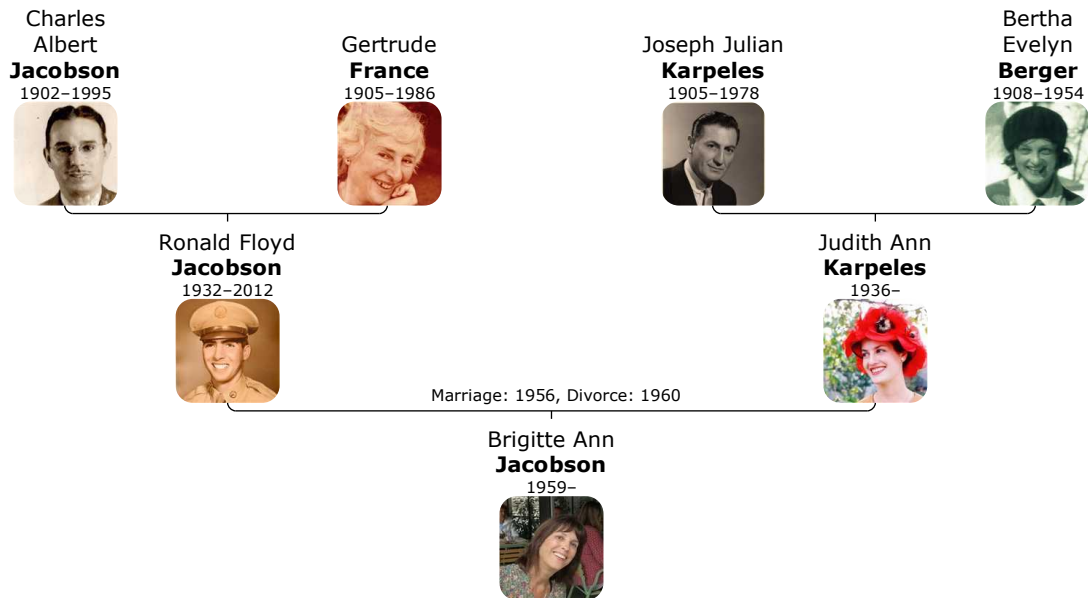 Charles
Albert
Jacobson
1902–1995
Gertrude
France
1905–1986
Joseph Julian
Karpeles
1905–1978
Bertha
Evelyn
Berger
1908–1954
Ronald Floyd
Jacobson
1932–2012
Judith Ann
Karpeles
1936–
Marriage: 1956, Divorce: 1960
Brigitte Ann
Jacobson
1959–